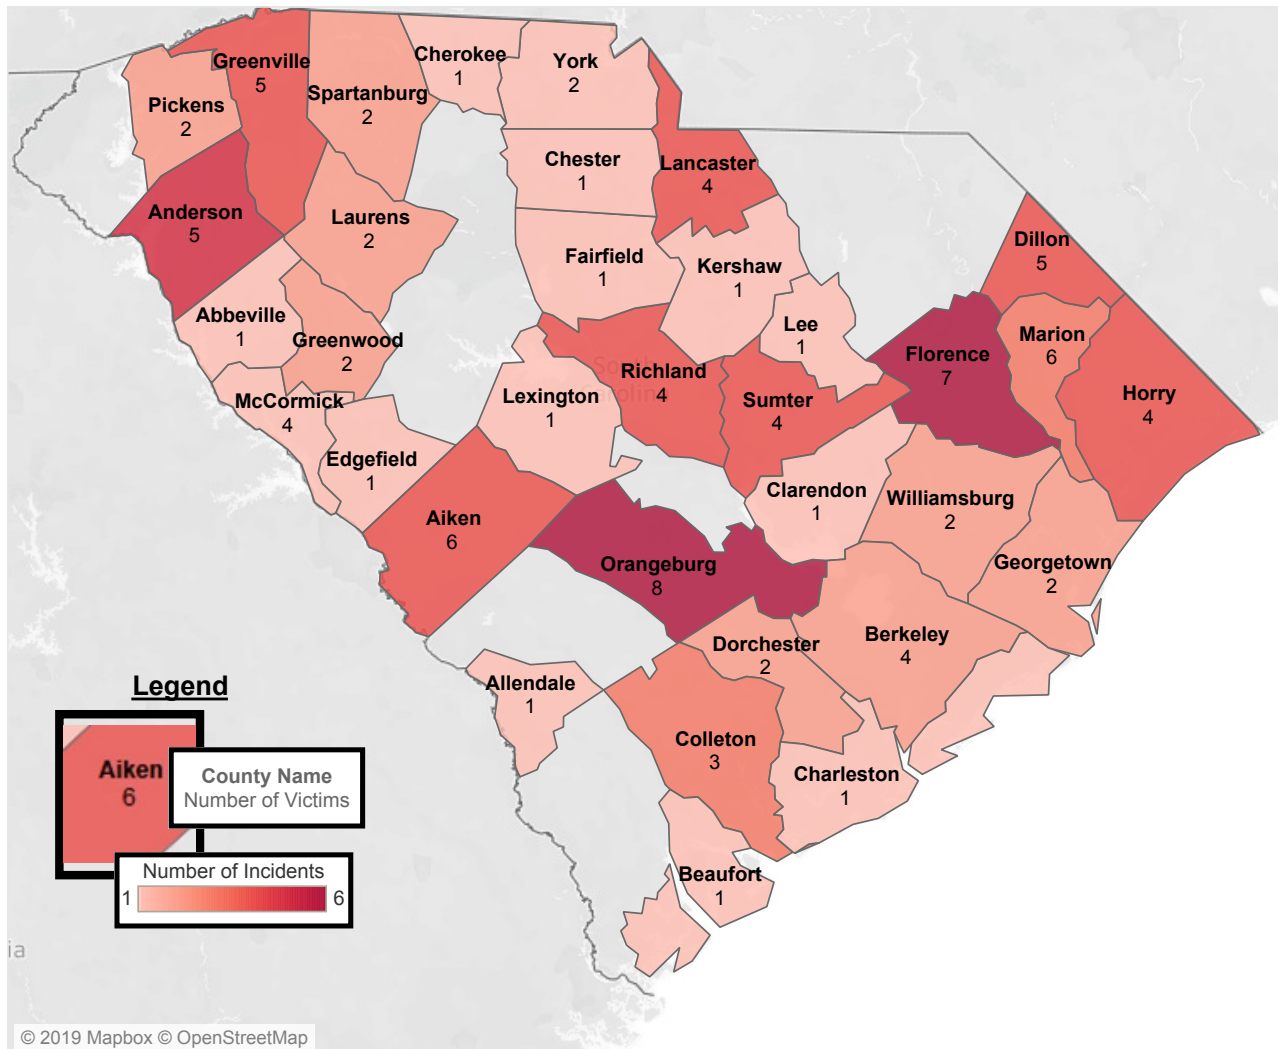 Cherokee
1
York
2
Greenville
5
Spartanburg
2
Pickens
2
Chester
1
Lancaster
4
Anderson
5
Laurens
2
Dillon
5
Fairfield
1
Kershaw
1
Abbeville
1
Greenwood
2
Lee
1
Marion
6
Florence
7
South
Carolina
Richland
4
Horry
4
Lexington
1
Sumter
4
McCormick
4
Edgefield
1
Clarendon
1
Williamsburg
2
Aiken
6
Orangeburg
8
Georgetown
2
Berkeley
4
Dorchester
2
Allendale
1
Colleton
3
Charleston
1
Beaufort
1
Legend
Aiken
6
County Name
Number of Victims
Number of Incidents
1 6
ia
© 2019 Mapbox © OpenStreetMap